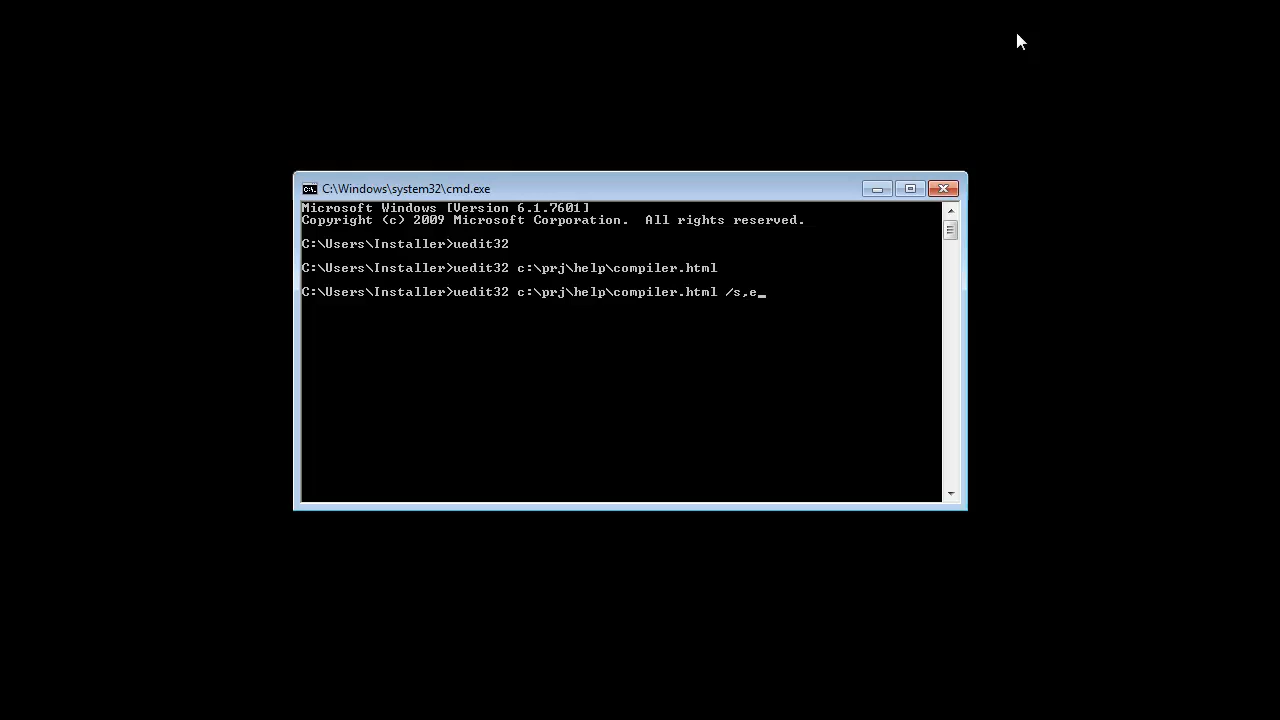 C:\Windows\system32\cmd.exe
Microsoft Windows [Version 6.1.7601]
Copyright (c) 2009 Microsoft Corporation.  All rights reserved.
C:\Users\Installer>uedit32
C:\Users\Installer>uedit32 c:\prj\help\compiler.html
C:\Users\Installer>uedit32 c:\prj\help\compiler.html /s,e_